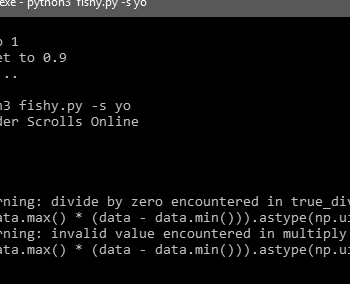 exe - python3 fishy.py -s yo
o 1
et to 0.9
...
n3 fishy.py -s yo
der Scrolls Online
rning: divide by zero encountered in true_div
ata.max() * (data - data.min())).astype(np.ui
rning: invalid value encountered in multiply
ata.max() * (data - data.min())).astype(np.ui